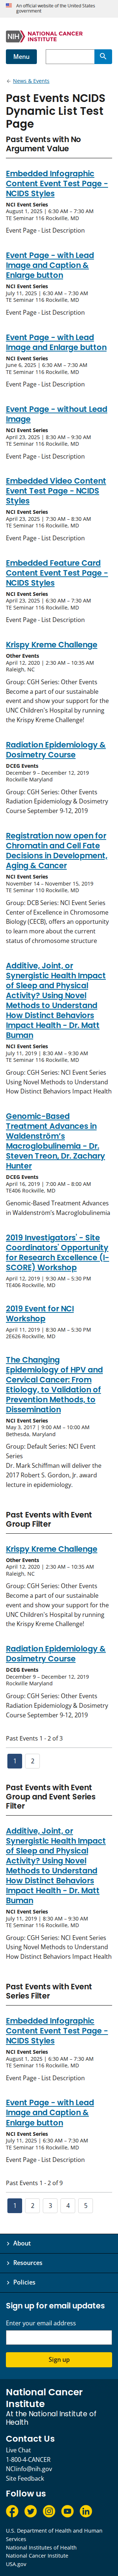 An official website of the United States
government
NIH NATIONAL CANCER
INSTITUTE
Menu
News & Events
Past Events NCIDS
Dynamic List Test
Page
Past Events with No
Argument Value
Embedded Infographic
Content Event Test Page -
NCIDS Styles
NCI Event Series
August 1, 2025 | 6:30 AM – 7:30 AM
TE Seminar 116 Rockville, MD
Event Page - List Description
Event Page - with Lead
Image and Caption &
Enlarge button
NCI Event Series
July 11, 2025 | 6:30 AM – 7:30 AM
TE Seminar 116 Rockville, MD
Event Page - List Description
Event Page - with Lead
Image and Enlarge button
NCI Event Series
June 6, 2025 | 6:30 AM – 7:30 AM
TE Seminar 116 Rockville, MD
Event Page - List Description
Event Page - without Lead
Image
NCI Event Series
April 23, 2025 | 8:30 AM – 9:30 AM
TE Seminar 116 Rockville, MD
Event Page - List Description
Embedded Video Content
Event Test Page - NCIDS
Styles
NCI Event Series
April 23, 2025 | 7:30 AM – 8:30 AM
TE Seminar 116 Rockville, MD
Event Page - List Description
Embedded Feature Card
Content Event Test Page -
NCIDS Styles
NCI Event Series
April 23, 2025 | 6:30 AM – 7:30 AM
TE Seminar 116 Rockville, MD
Event Page - List Description
Krispy Kreme Challenge
Other Events
April 12, 2020 | 2:30 AM – 10:35 AM
Raleigh, NC
Group: CGH Series: Other Events
Become a part of our sustainable
event and show your support for the
UNC Children's Hospital by running
the Krispy Kreme Challenge!
Radiation Epidemiology &
Dosimetry Course
DCEG Events
December 9 – December 12, 2019
Rockville Maryland
Group: CGH Series: Other Events
Radiation Epidemiology & Dosimetry
Course September 9-12, 2019
Registration now open for
Chromatin and Cell Fate
Decisions in Development,
Aging & Cancer
NCI Event Series
November 14 – November 15, 2019
TE Seminar 110 Rockville, MD
Group: DCB Series: NCI Event Series
Center of Excellence in Chromosome
Biology (CECB), offers an opportunity
to learn more about the current
status of chromosome structure
Additive, Joint, or
Synergistic Health Impact
of Sleep and Physical
Activity? Using Novel
Methods to Understand
How Distinct Behaviors
Impact Health - Dr. Matt
Buman
NCI Event Series
July 11, 2019 | 8:30 AM – 9:30 AM
TE Seminar 116 Rockville, MD
Group: CGH Series: NCI Event Series
Using Novel Methods to Understand
How Distinct Behaviors Impact Health
Genomic-Based
Treatment Advances in
Waldenström's
Macroglobulinemia - Dr.
Steven Treon, Dr. Zachary
Hunter
DCEG Events
April 16, 2019 | 7:00 AM – 8:00 AM
TE406 Rockville, MD
Genomic-Based Treatment Advances
in Waldenström's Macroglobulinemia
2019 Investigators' - Site
Coordinators' Opportunity
for Research Excellence (I-
SCORE) Workshop
April 12, 2019 | 9:30 AM – 5:30 PM
TE406 Rockville, MD
2019 Event for NCI
Workshop
April 11, 2019 | 8:30 AM – 5:30 PM
2E626 Rockville, MD
The Changing
Epidemiology of HPV and
Cervical Cancer: From
Etiology, to Validation of
Prevention Methods, to
Dissemination
NCI Event Series
May 3, 2017 | 9:00 AM – 10:00 AM
Bethesda, Maryland
Group: Default Series: NCI Event
Series
Dr. Mark Schiffman will deliver the
2017 Robert S. Gordon, Jr. award
lecture in epidemiology.
Past Events with Event
Group Filter
Krispy Kreme Challenge
Other Events
April 12, 2020 | 2:30 AM – 10:35 AM
Raleigh, NC
Group: CGH Series: Other Events
Become a part of our sustainable
event and show your support for the
UNC Children's Hospital by running
the Krispy Kreme Challenge!
Radiation Epidemiology &
Dosimetry Course
DCEG Events
December 9 – December 12, 2019
Rockville Maryland
Group: CGH Series: Other Events
Radiation Epidemiology & Dosimetry
Course September 9-12, 2019
Past Events 1 - 2 of 3
1 2
Past Events with Event
Group and Event Series
Filter
Additive, Joint, or
Synergistic Health Impact
of Sleep and Physical
Activity? Using Novel
Methods to Understand
How Distinct Behaviors
Impact Health - Dr. Matt
Buman
NCI Event Series
July 11, 2019 | 8:30 AM – 9:30 AM
TE Seminar 116 Rockville, MD
Group: CGH Series: NCI Event Series
Using Novel Methods to Understand
How Distinct Behaviors Impact Health
Past Events with Event
Series Filter
Embedded Infographic
Content Event Test Page -
NCIDS Styles
NCI Event Series
August 1, 2025 | 6:30 AM – 7:30 AM
TE Seminar 116 Rockville, MD
Event Page - List Description
Event Page - with Lead
Image and Caption &
Enlarge button
NCI Event Series
July 11, 2025 | 6:30 AM – 7:30 AM
TE Seminar 116 Rockville, MD
Event Page - List Description
Past Events 1 - 2 of 9
1 2 3 4 5
About
Resources
Policies
Sign up for email updates
Enter your email address
Sign up
National Cancer
Institute
At the National Institute of
Health
Contact Us
Live Chat
1-800-4-CANCER
NCIinfo@nih.gov
Site Feedback
Follow us
U.S. Department of Health and Human
Services
National Institutes of Health
National Cancer Institute
USA.gov